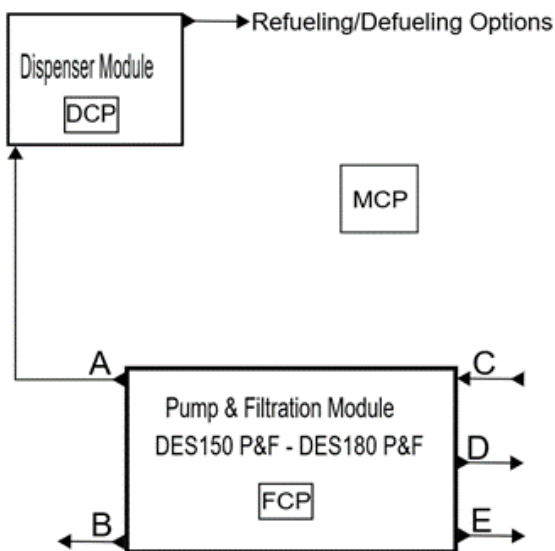 Refueling/Defueling Options
Dispenser Module
DCP
MCP
A
C
Pump & Filtration Module
DES150 P&F - DES180 P&F
D
FCP
B
E